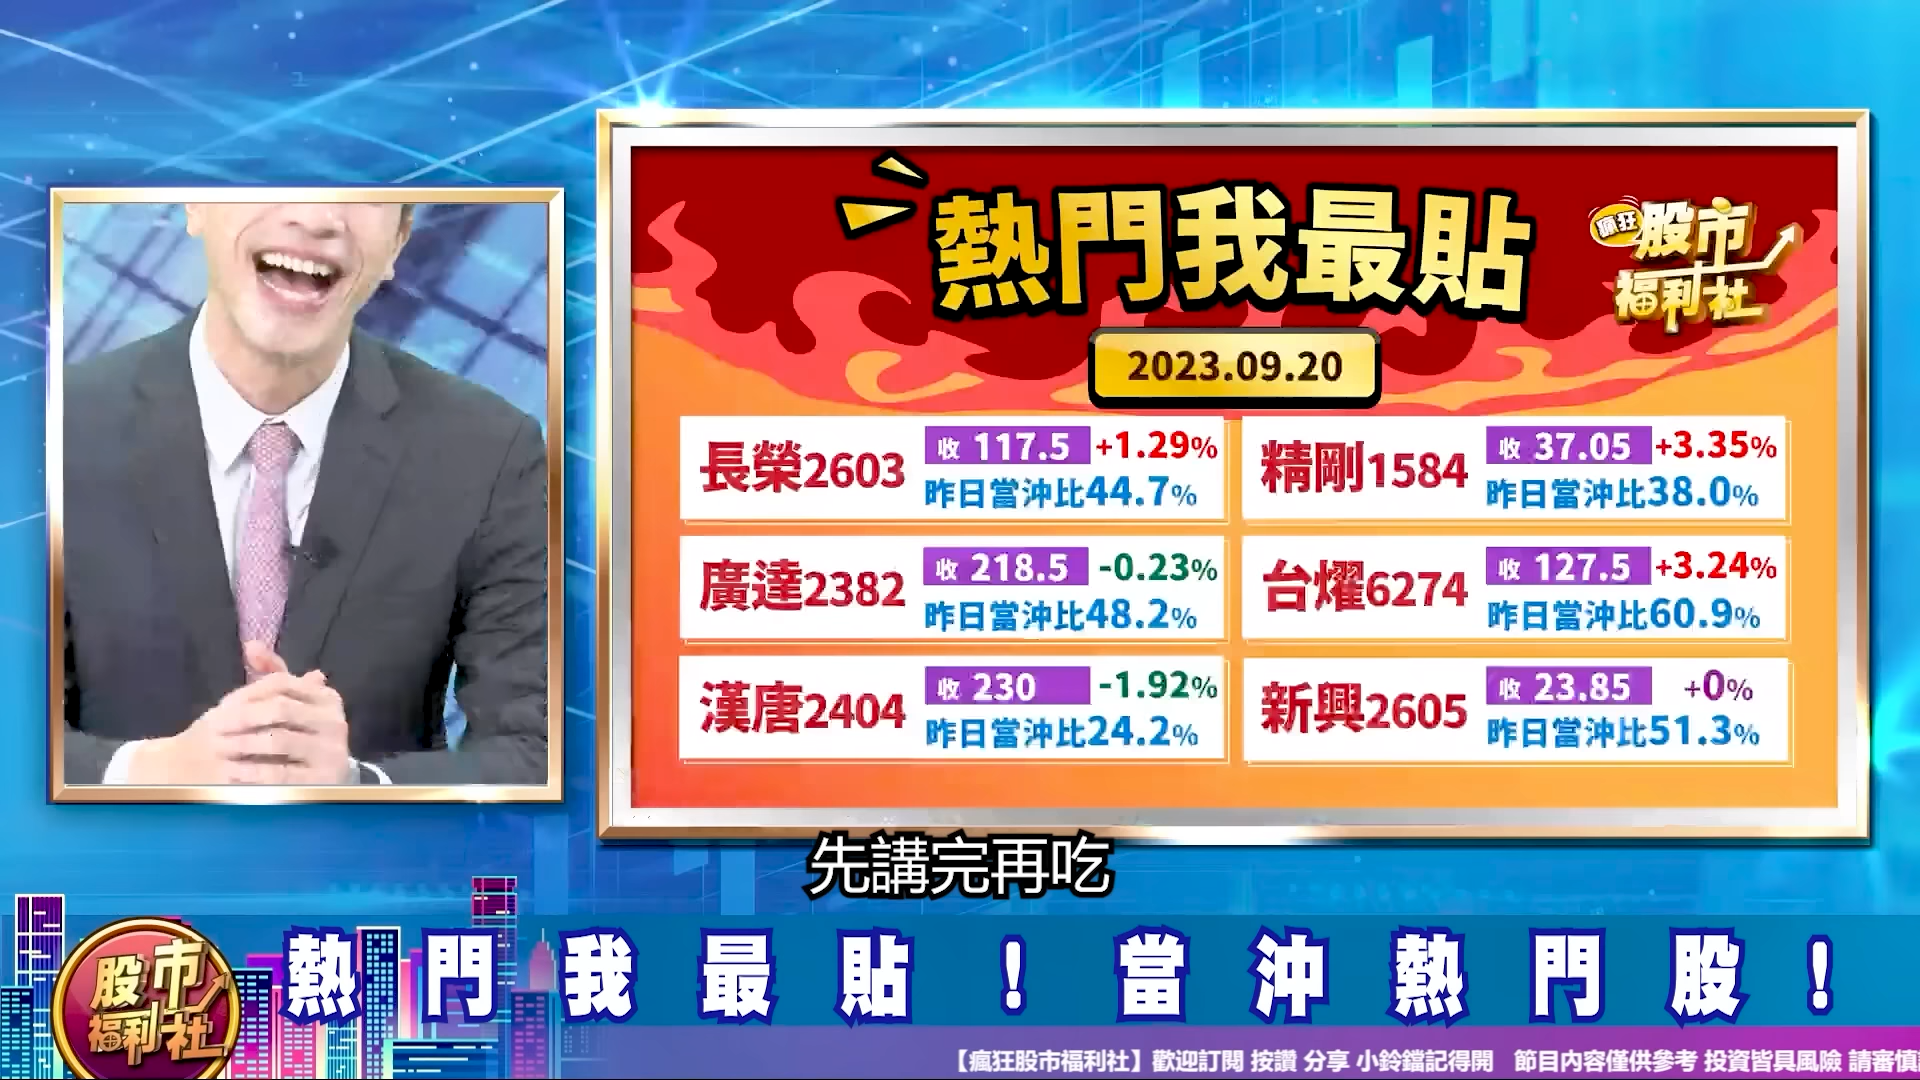 熱門我最貼
瘋狂
股市
福利社
2023.09.20
長榮2603
收 117.5 +1.29%
昨日當沖比44.7%
精剛1584
收 37.05 +3.35%
昨日當沖比38.0%
廣達2382
收 218.5 -0.23%
昨日當沖比48.2%
台燿6274
收 127.5 +3.24%
昨日當沖比60.9%
漢唐2404
收 230 -1.92%
昨日當沖比24.2%
新興2605
收 23.85 +0%
昨日當沖比51.3%
先講完再吃
股市
福利社
熱門我最貼！當沖熱門股！
【瘋狂股市福利社】歡迎訂閱 按讚 分享 小鈴鐺記得開 節目內容僅供參考 投資皆具風險 請審慎